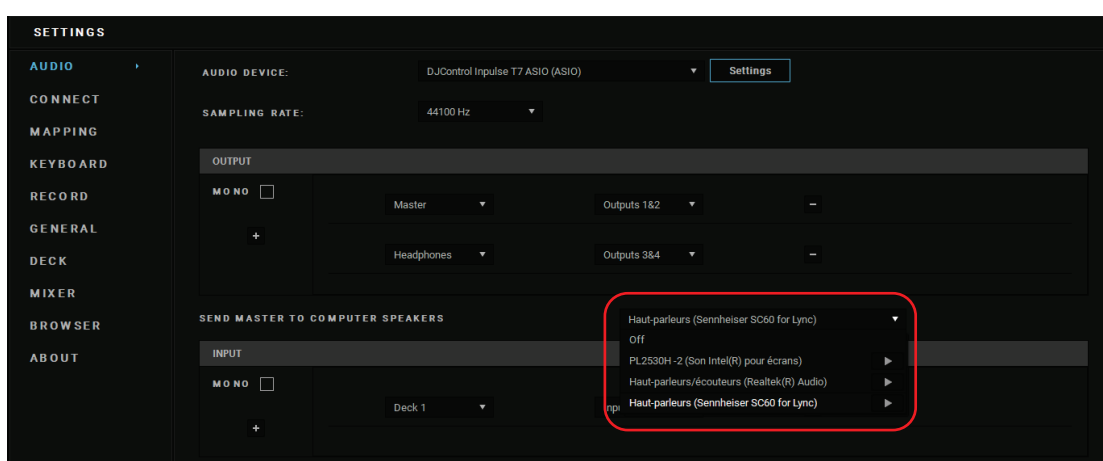 SETTINGS
AUDIO
CONNECT
MAPPING
KEYBOARD
RECORD
GENERAL
DECK
MIXER
BROWSER
ABOUT
AUDIO DEVICE: DJControl Inpulse T7 ASIO (ASIO) Settings
SAMPLING RATE: 44100 Hz
OUTPUT
MONO
Master Outputs 1&2 −
+
Headphones Outputs 3&4 −
SEND MASTER TO COMPUTER SPEAKERS Haut-parleurs (Sennheiser SC60 for Lync)
Off
PL2530H -2 (Son Intel(R) pour écrans)
Haut-parleurs/écouteurs (Realtek(R) Audio)
Haut-parleurs (Sennheiser SC60 for Lync)
INPUT
MONO
Deck 1
+